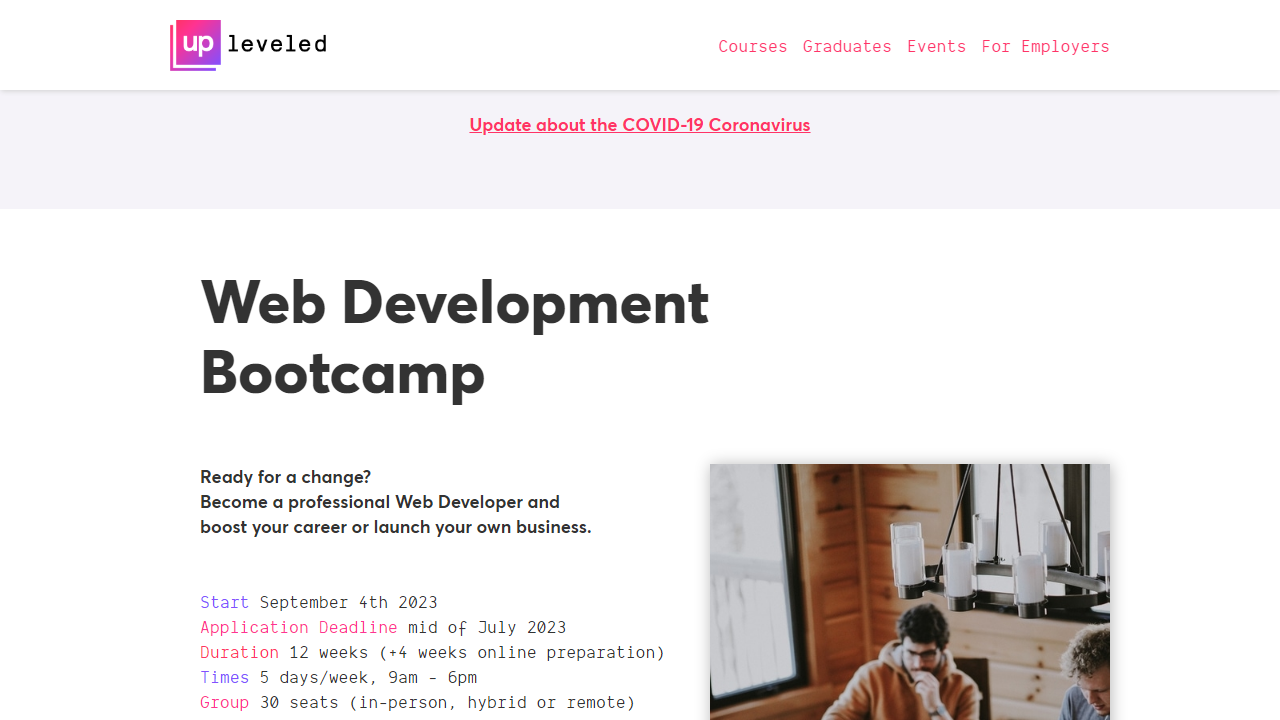 up leveled
Courses Graduates Events For Employers
Update about the COVID-19 Coronavirus
Web Development
Bootcamp
Ready for a change?
Become a professional Web Developer and
boost your career or launch your own business.
Start September 4th 2023
Application Deadline mid of July 2023
Duration 12 weeks (+4 weeks online preparation)
Times 5 days/week, 9am - 6pm
Group 30 seats (in-person, hybrid or remote)